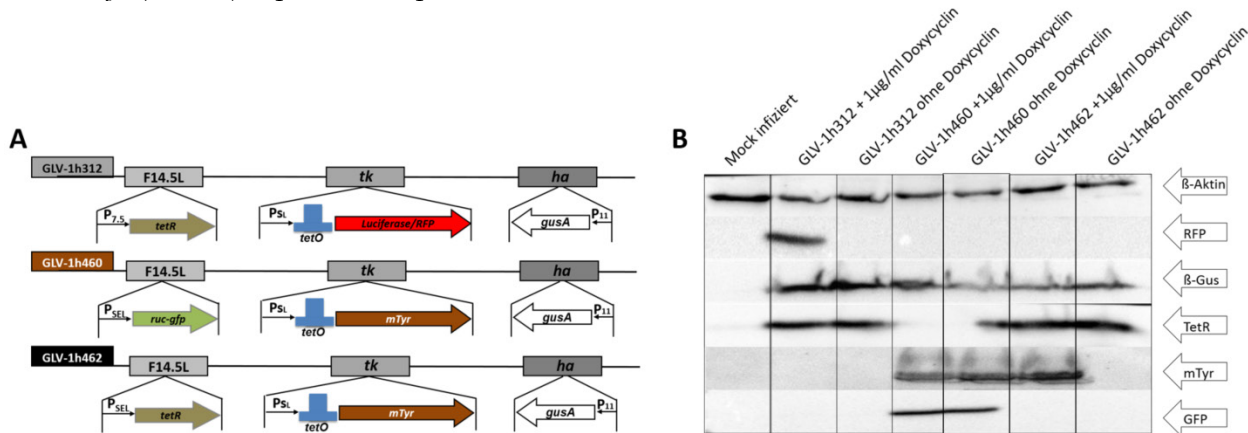 A
GLV-1h312
F14.5L
tk
ha
P7.5
tetR
PsL
tetO
Luciferase/RFP
gusA
P11
GLV-1h460
F14.5L
tk
ha
PSEL
ruc-gfp
PsL
tetO
mTyr
gusA
P11
GLV-1h462
F14.5L
tk
ha
PSEL
tetR
PsL
tetO
mTyr
gusA
P11
B
Mock infiziert
GLV-1h312 + 1µg/ml Doxycyclin
GLV-1h312 ohne Doxycyclin
GLV-1h460 +1µg/ml Doxycyclin
GLV-1h460 ohne Doxycyclin
GLV-1h462 +1µg/ml Doxycyclin
GLV-1h462 ohne Doxycyclin
ß-Aktin
RFP
ß-Gus
TetR
mTyr
GFP